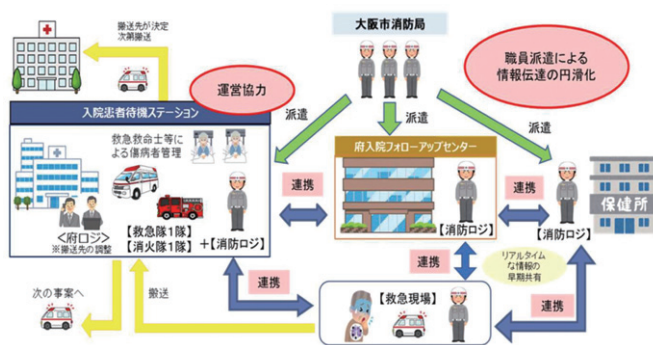 搬送先が決定
次第搬送
大阪市消防局
運営協力
職員派遣による
情報伝達の円滑化
入院患者待機ステーション
派遣
派遣
派遣
救急救命士等に
よる傷病者管理
府入院フォローアップセンター
連携
連携
保健所
<府ロジ>
※搬送先の調整
【救急隊1隊】
【消火隊1隊】
+【消防ロジ】
【消防ロジ】
【消防ロジ】
連携
リアルタイム
な情報の
早期共有
次の事案へ
搬送
連携
【救急現場】
連携